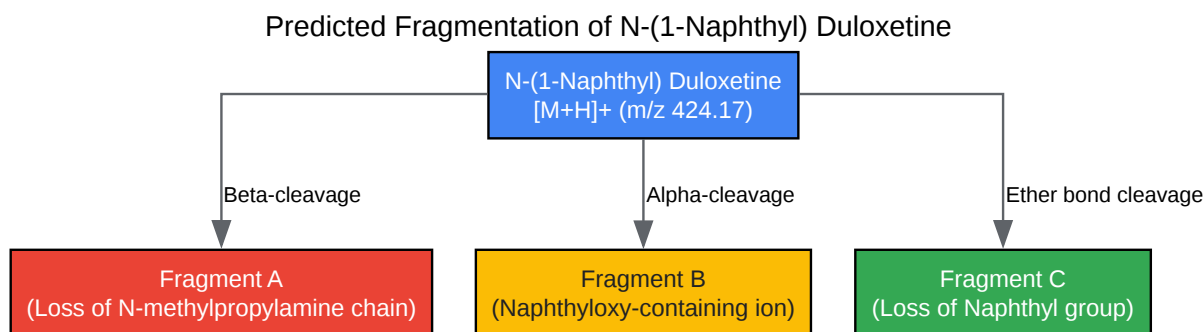 Predicted Fragmentation of N-(1-Naphthyl) Duloxetine
N-(1-Naphthyl) Duloxetine
[M+H]+ (m/z 424.17)
Beta-cleavage
Alpha-cleavage
Ether bond cleavage
Fragment A
(Loss of N-methylpropylamine chain)
Fragment B
(Naphthyloxy-containing ion)
Fragment C
(Loss of Naphthyl group)